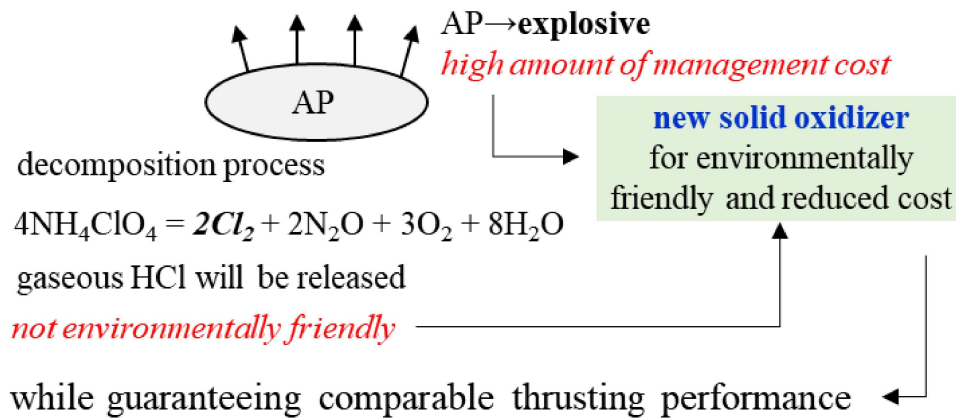 AP→explosive
high amount of management cost
AP
new solid oxidizer
for environmentally
friendly and reduced cost
decomposition process
4NH₄ClO₄ = 2Cl₂ + 2N₂O + 3O₂ + 8H₂O
gaseous HCl will be released
not environmentally friendly
while guaranteeing comparable thrusting performance